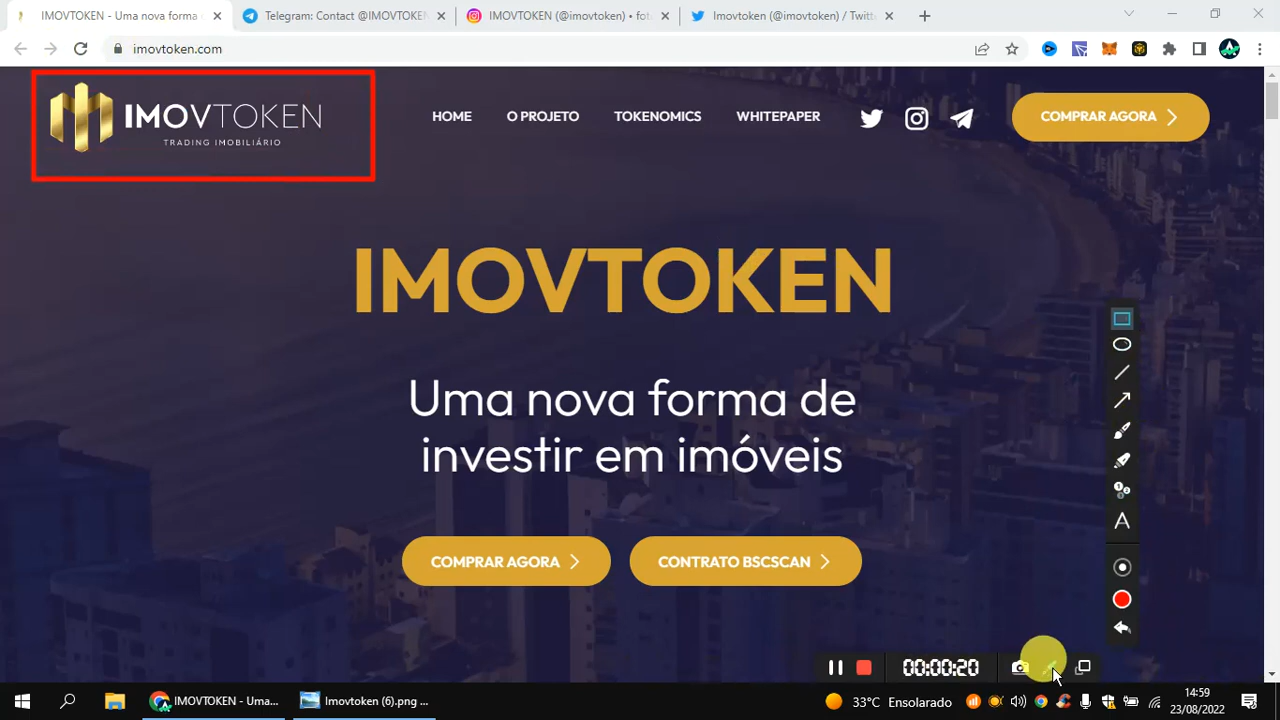 IMOVTOKEN - Uma nova forma
Telegram: Contact @IMOVTOKEN
IMOVTOKEN (@imovtoken) • fot
Imovtoken (@imovtoken) / Twitt
imovtoken.com
IMOVTOKEN
TRADING IMOBILIÁRIO
HOME
O PROJETO
TOKENOMICS
WHITEPAPER
COMPRAR AGORA
IMOVTOKEN
Uma nova forma de
investir em imóveis
COMPRAR AGORA
CONTRATO BSCSCAN
A
00:00:20
IMOVTOKEN - Uma...
Imovtoken (6).png ...
33°C Ensolarado
14:59
23/08/2022